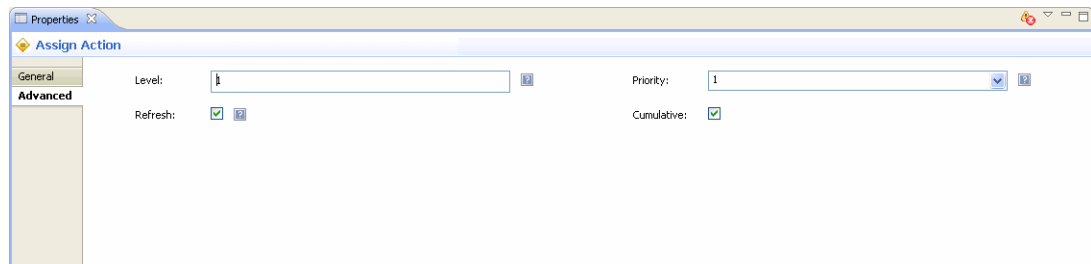 Properties
Assign Action
General
Advanced
Level: 1
Priority: 1
Refresh:
Cumulative: